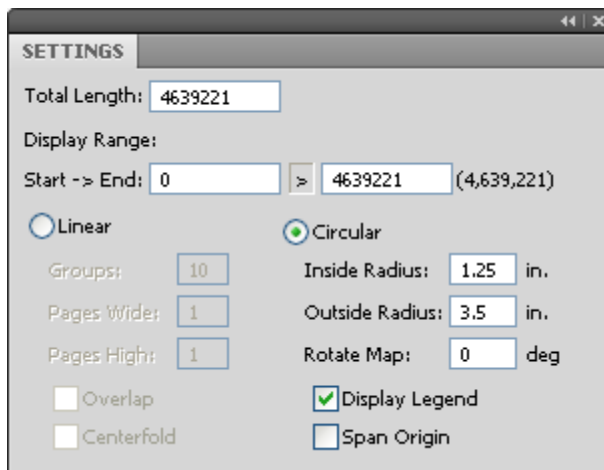 SETTINGS
Total Length: 4639221
Display Range:
Start -> End: 0 > 4639221 (4,639,221)
Linear Circular
Groups: 10 Inside Radius: 1.25 in.
Pages Wide: 1 Outside Radius: 3.5 in.
Pages High: 1 Rotate Map: 0 deg
Overlap Display Legend
Centerfold Span Origin